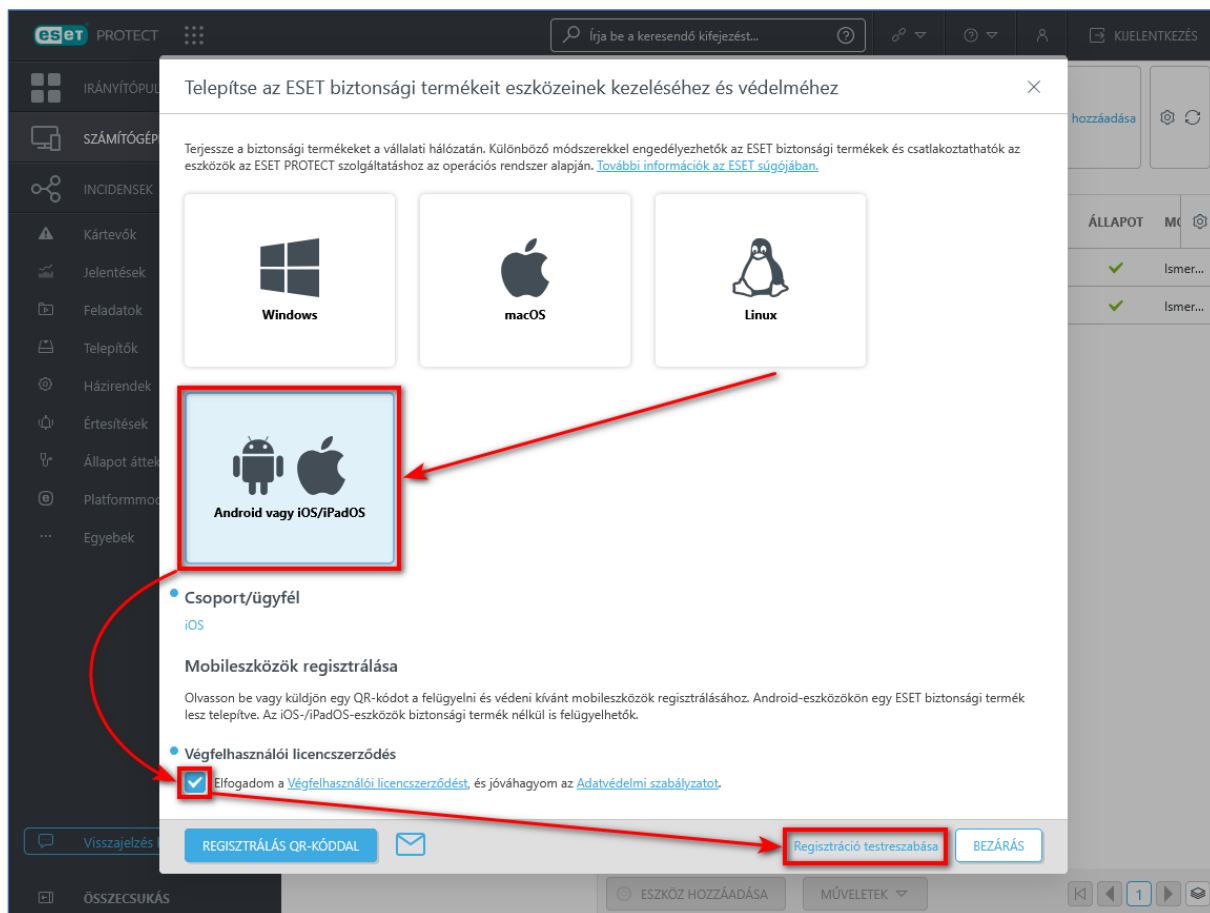 eseT PROTECT
Írja be a keresendő kifejezést...
KIJELENTKEZÉS
IRÁNYÍTÓPUL
SZÁMÍTÓGÉP
INCIDENSEK
Kártevők
Jelentések
Feladatok
Telepítők
Házirendek
Értesítések
Állapot áttek
Platformmod
Egyebek
Visszajelzés
ÖSSZECSUKÁS
Telepítse az ESET biztonsági termékeit eszközeinek kezeléséhez és védelméhez
Terjessze a biztonsági termékeket a vállalati hálózatán. Különböző módszerekkel engedélyezhetők az ESET biztonsági termékek és csatlakoztathatók az
eszközök az ESET PROTECT szolgáltatáshoz az operációs rendszer alapján. További információk az ESET súgójában.
Windows
macOS
Linux
Android vagy iOS/iPadOS
Csoport/ügyfél
iOS
Mobileszközök regisztrálása
Olvasson be vagy küldjön egy QR-kódot a felügyelni és védeni kívánt mobileszközök regisztrálásához. Android-eszközökön egy ESET biztonsági termék
lesz telepítve. Az iOS-/iPadOS-eszközök biztonsági termék nélkül is felügyelhetők.
Végfelhasználói licencszerződés
Elfogadom a Végfelhasználói licencszerződést, és jóváhagyom az Adatvédelmi szabályzatot.
REGISZTRÁLÁS QR-KÓDDAL
Regisztráció testreszabása
BEZÁRÁS
hozzáadása
ÁLLAPOT
Ismer...
Ismer...
ESZKÖZ HOZZÁADÁSA
MŰVELETEK
1